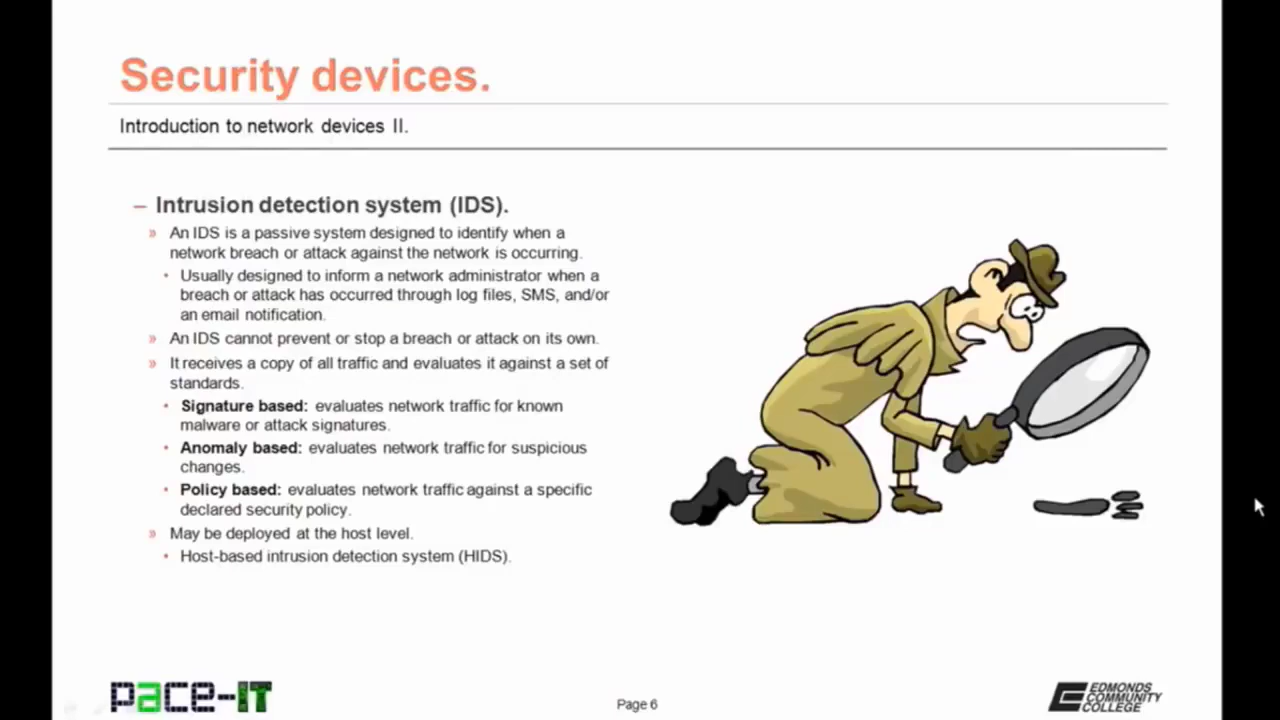 Security devices.
Introduction to network devices II.
– Intrusion detection system (IDS).
» An IDS is a passive system designed to identify when a
network breach or attack against the network is occurring.
• Usually designed to inform a network administrator when a
breach or attack has occurred through log files, SMS, and/or
an email notification.
» An IDS cannot prevent or stop a breach or attack on its own.
» It receives a copy of all traffic and evaluates it against a set of
standards.
• Signature based: evaluates network traffic for known
malware or attack signatures.
• Anomaly based: evaluates network traffic for suspicious
changes.
• Policy based: evaluates network traffic against a specific
declared security policy.
» May be deployed at the host level.
• Host-based intrusion detection system (HIDS).
pace-IT
Page 6
EDMONDS
COMMUNITY
COLLEGE